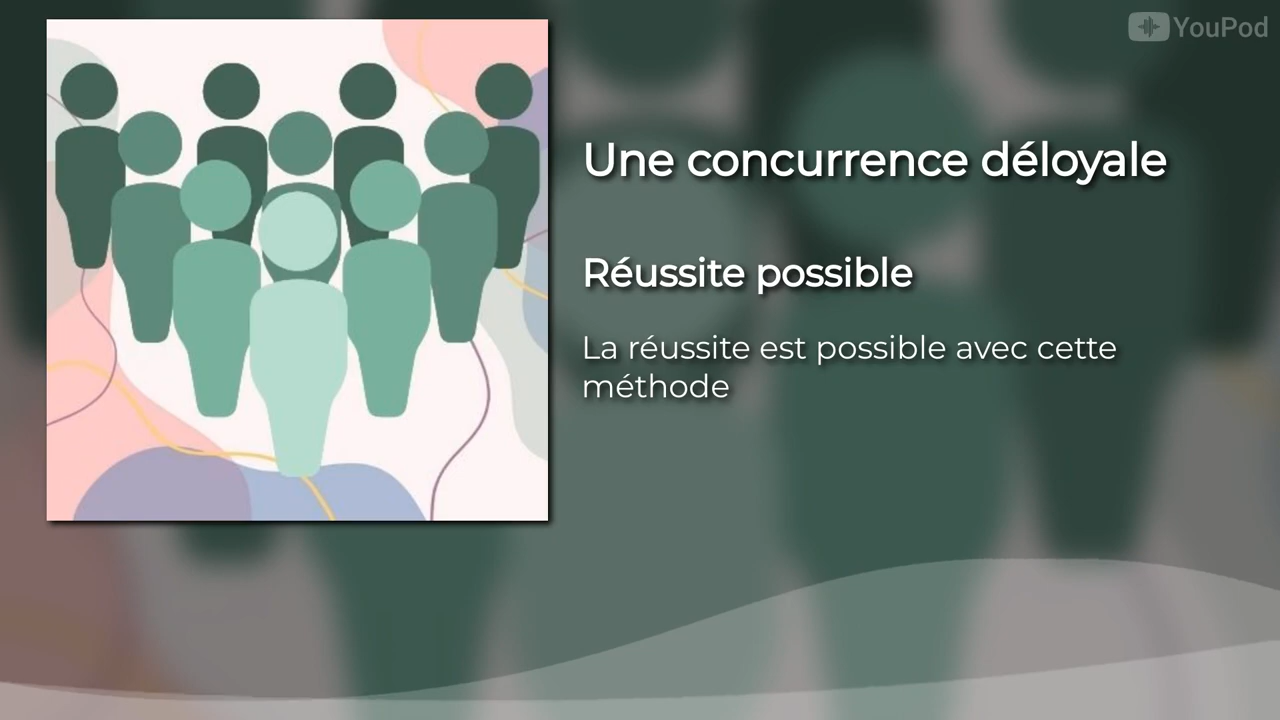 YouPod
Une concurrence déloyale
Réussite possible
La réussite est possible avec cette
méthode